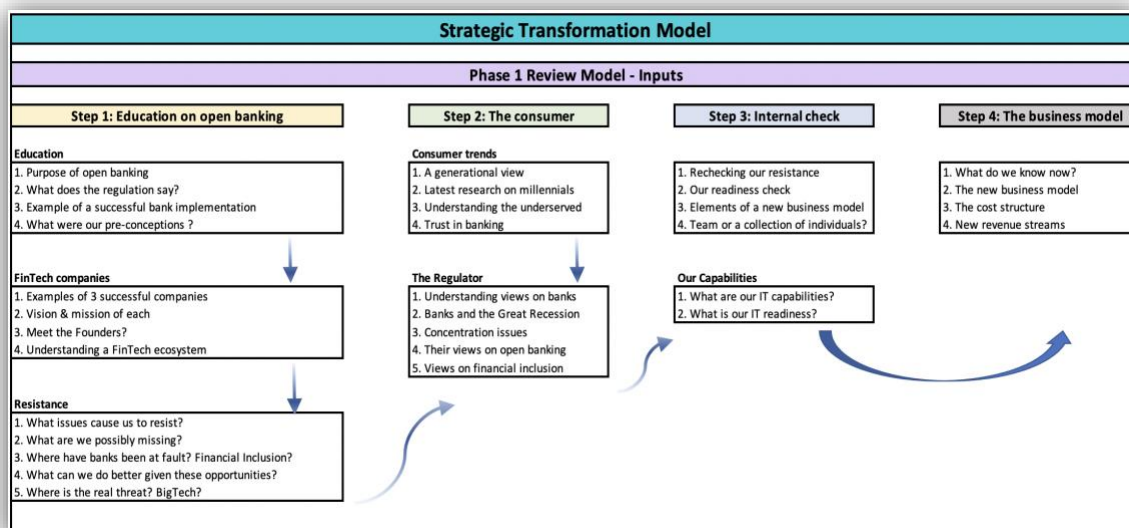 Strategic Transformation Model
Phase 1 Review Model - Inputs
Step 1: Education on open banking
Education
1. Purpose of open banking
2. What does the regulation say?
3. Example of a successful bank implementation
4. What were our pre-conceptions ?
FinTech companies
1. Examples of 3 successful companies
2. Vision & mission of each
3. Meet the Founders?
4. Understanding a FinTech ecosystem
Resistance
1. What issues cause us to resist?
2. What are we possibly missing?
3. Where have banks been at fault? Financial Inclusion?
4. What can we do better given these opportunities?
5. Where is the real threat? BigTech?
Step 2: The consumer
Consumer trends
1. A generational view
2. Latest research on millennials
3. Understanding the underserved
4. Trust in banking
The Regulator
1. Understanding views on banks
2. Banks and the Great Recession
3. Concentration issues
4. Their views on open banking
5. Views on financial inclusion
Step 3: Internal check
1. Rechecking our resistance
2. Our readiness check
3. Elements of a new business model
4. Team or a collection of individuals?
Our Capabilities
1. What are our IT capabilities?
2. What is our IT readiness?
Step 4: The business model
1. What do we know now?
2. The new business model
3. The cost structure
4. New revenue streams